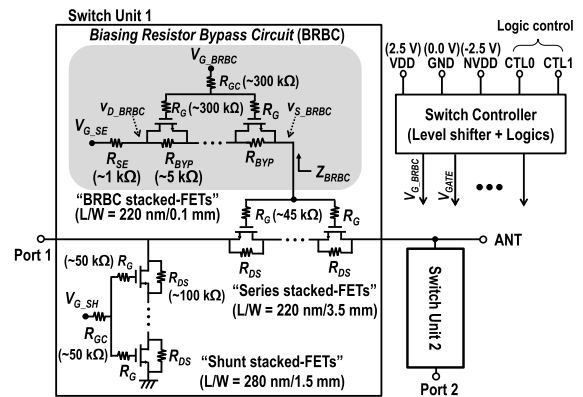 Switch Unit 1
Biasing Resistor Bypass Circuit (BRBC)
V_G_BRBC
R_GC (~300 kΩ)
R_G (~300 kΩ) R_G
v_D_BRBC
v_S_BRBC
V_G_SE
R_SE
(~1 kΩ)
R_BYP
(~5 kΩ)
R_BYP
Z_BRBC
"BRBC stacked-FETs"
(L/W = 220 nm/0.1 mm)
R_G (~45 kΩ) R_G
Port 1
R_DS
R_DS
"Series stacked-FETs"
(L/W = 220 nm/3.5 mm)
(~50 kΩ) R_G
R_DS
(~100 kΩ)
V_G_SH
R_GC
(~50 kΩ)
R_G
R_DS
"Shunt stacked-FETs"
(L/W = 280 nm/1.5 mm)
Logic control
(2.5 V) (0.0 V) (-2.5 V)
VDD GND NVDD CTL0 CTL1
Switch Controller
(Level shifter + Logics)
V_G_BRBC
V_GATE
ANT
Switch Unit 2
Port 2